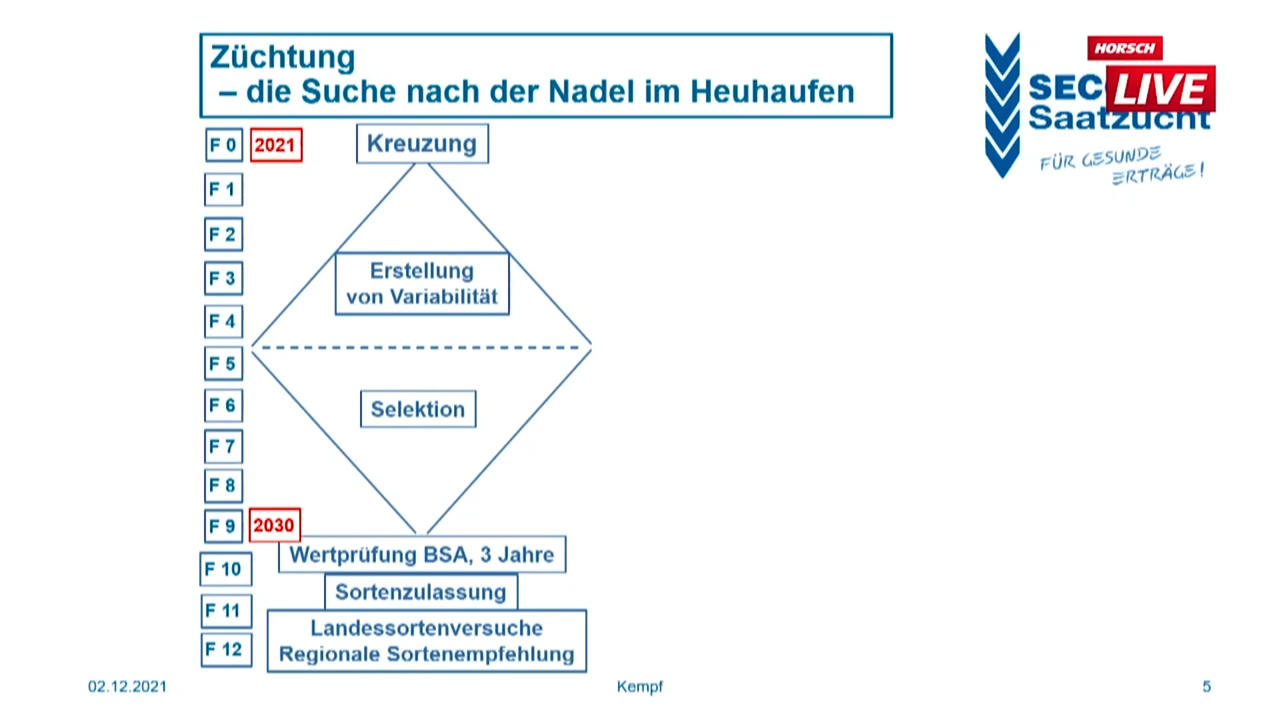 Züchtung
– die Suche nach der Nadel im Heuhaufen
HORSCH
LIVE
SEC
Saatzucht
FÜR GESUNDE
ERTRÄGE!
F 0
2021
Kreuzung
F 1
F 2
F 3
Erstellung
von Variabilität
F 4
F 5
F 6
Selektion
F 7
F 8
F 9
2030
Wertprüfung BSA, 3 Jahre
F 10
Sortenzulassung
F 11
Landessortenversuche
Regionale Sortenempfehlung
F 12
02.12.2021
Kempf
5